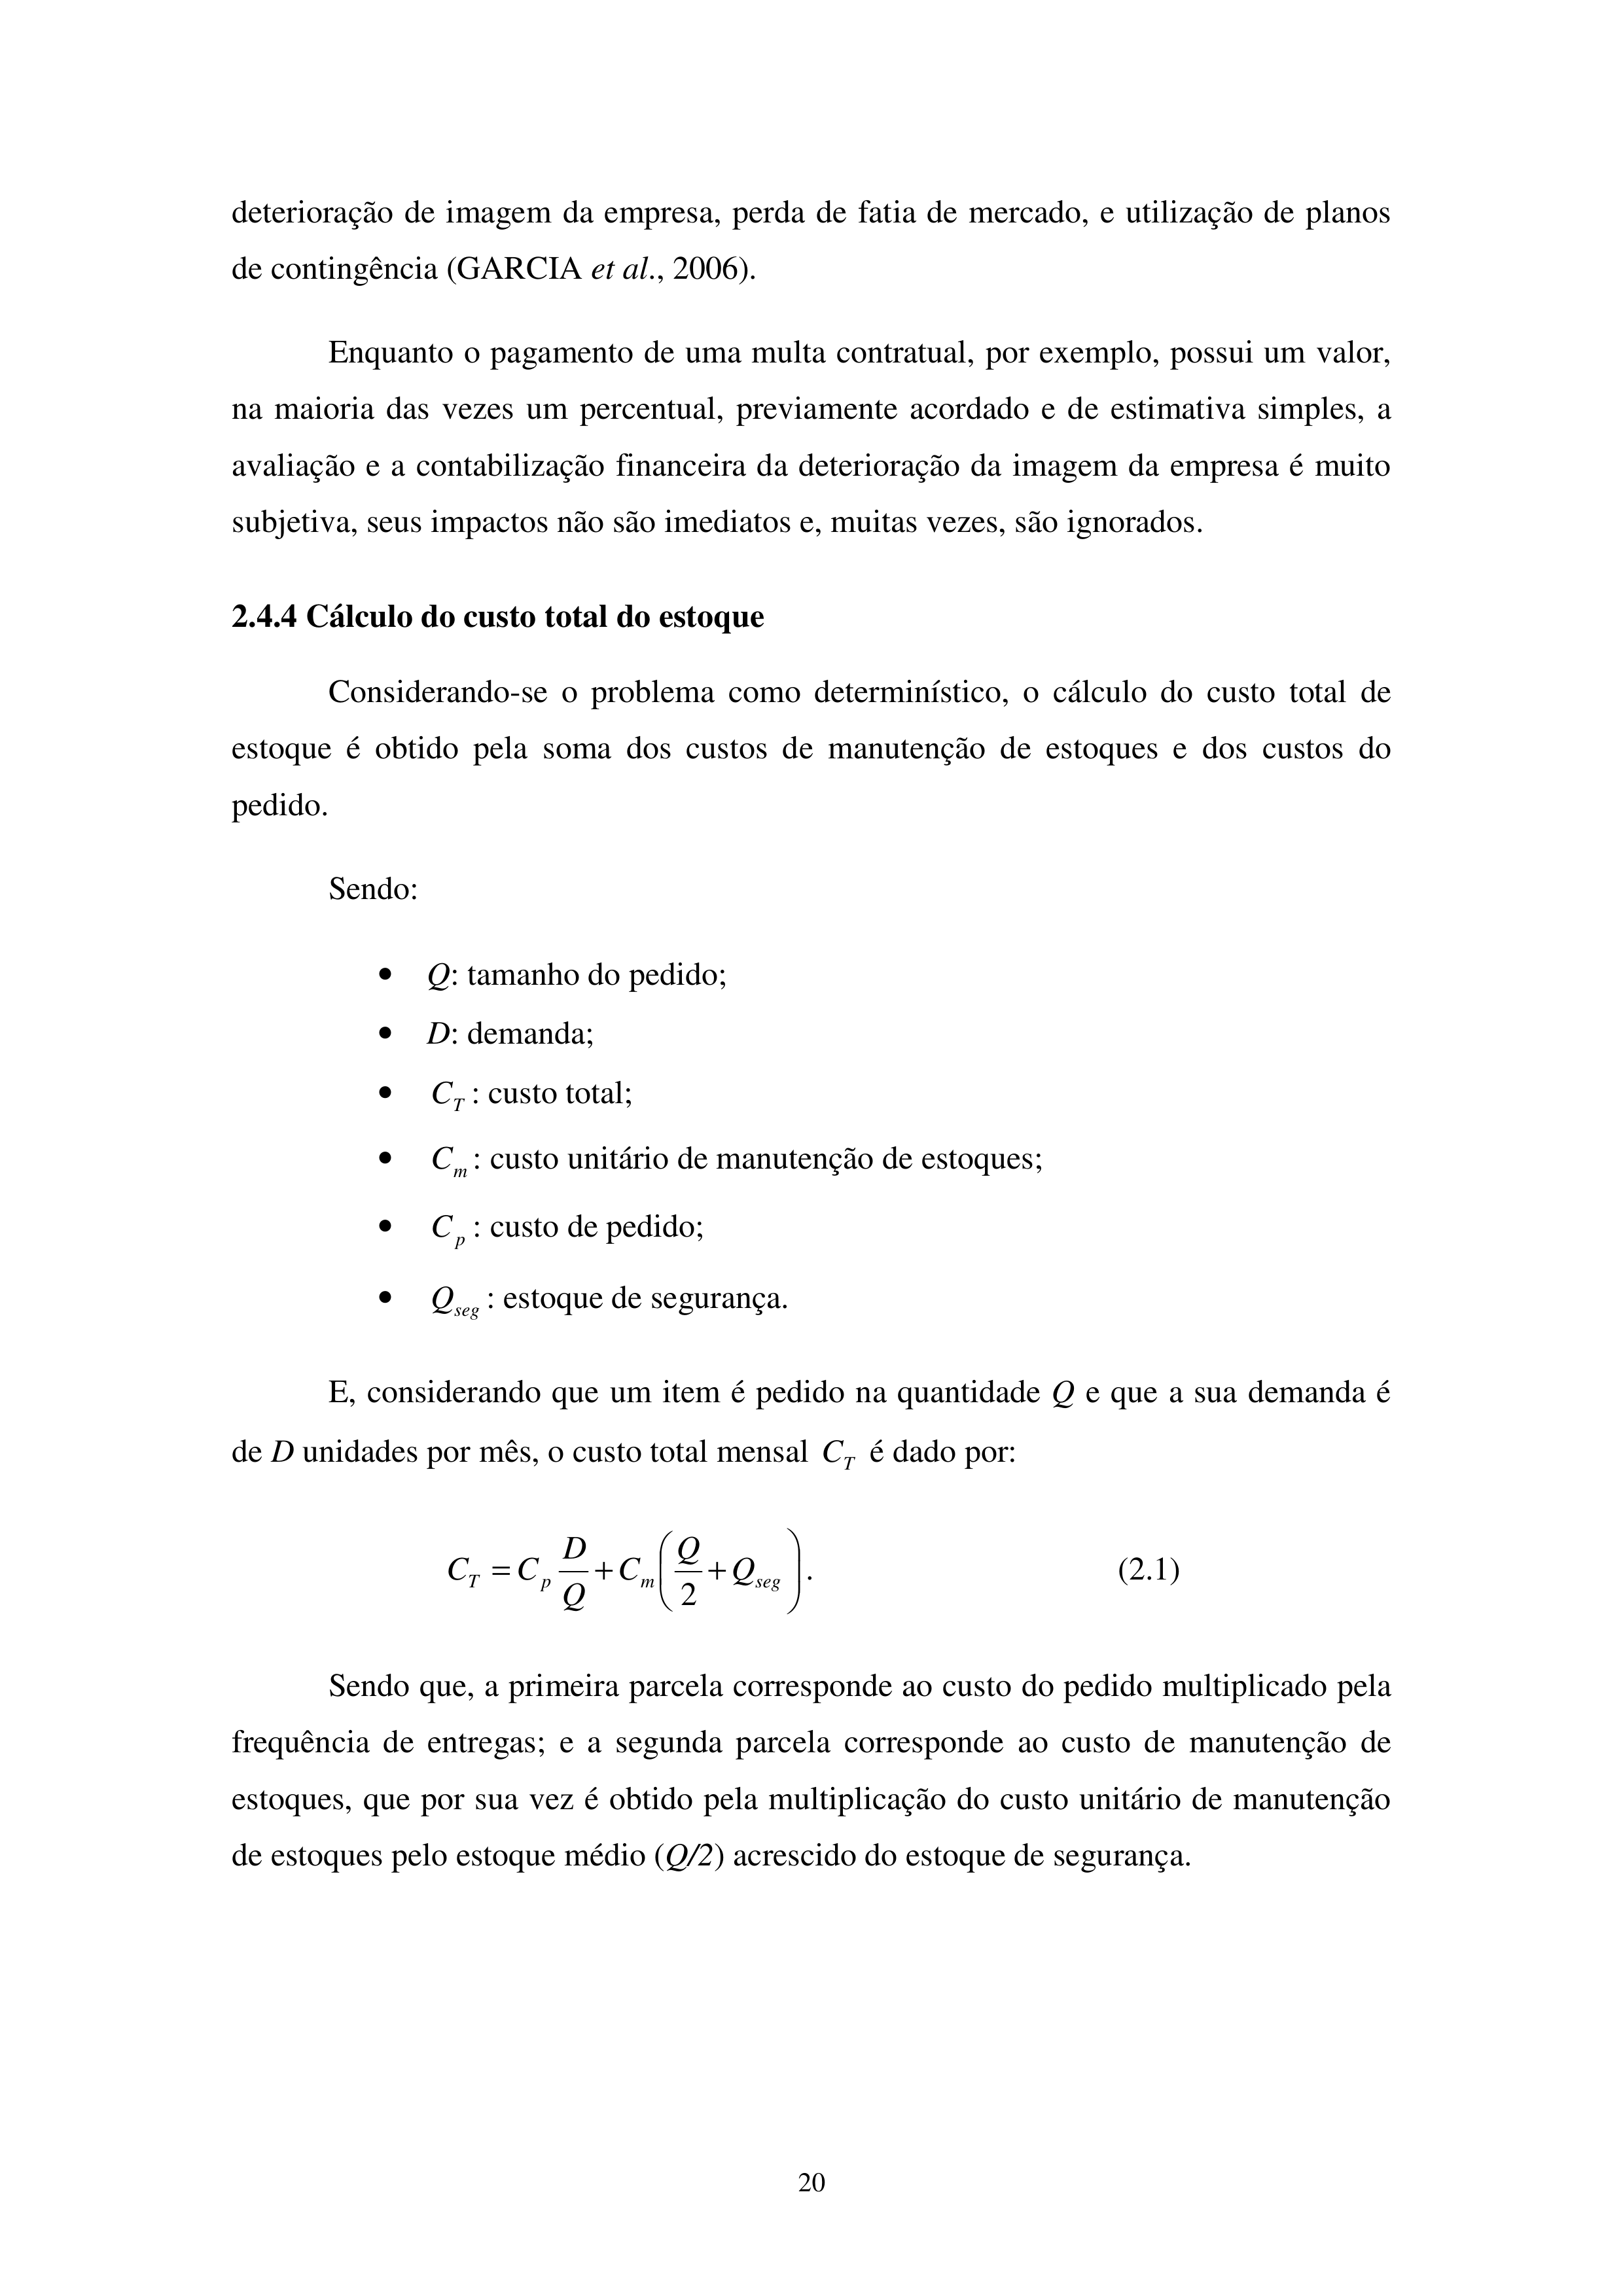 deterioração de imagem da empresa, perda de fatia de mercado, e utilização de planos
de contingência (GARCIA et al., 2006).
Enquanto o pagamento de uma multa contratual, por exemplo, possui um valor,
na maioria das vezes um percentual, previamente acordado e de estimativa simples, a
avaliação e a contabilização financeira da deterioração da imagem da empresa é muito
subjetiva, seus impactos não são imediatos e, muitas vezes, são ignorados.
2.4.4 Cálculo do custo total do estoque
Considerando-se o problema como determinístico, o cálculo do custo total de
estoque é obtido pela soma dos custos de manutenção de estoques e dos custos do
pedido.
Sendo:
• Q: tamanho do pedido;
• D: demanda;
• C_T : custo total;
• C_m : custo unitário de manutenção de estoques;
• C_p : custo de pedido;
• Q_seg : estoque de segurança.
E, considerando que um item é pedido na quantidade Q e que a sua demanda é
de D unidades por mês, o custo total mensal C_T é dado por:
C_T = C_p D/Q + C_m (Q/2 + Q_seg). (2.1)
Sendo que, a primeira parcela corresponde ao custo do pedido multiplicado pela
frequência de entregas; e a segunda parcela corresponde ao custo de manutenção de
estoques, que por sua vez é obtido pela multiplicação do custo unitário de manutenção
de estoques pelo estoque médio (Q/2) acrescido do estoque de segurança.
20